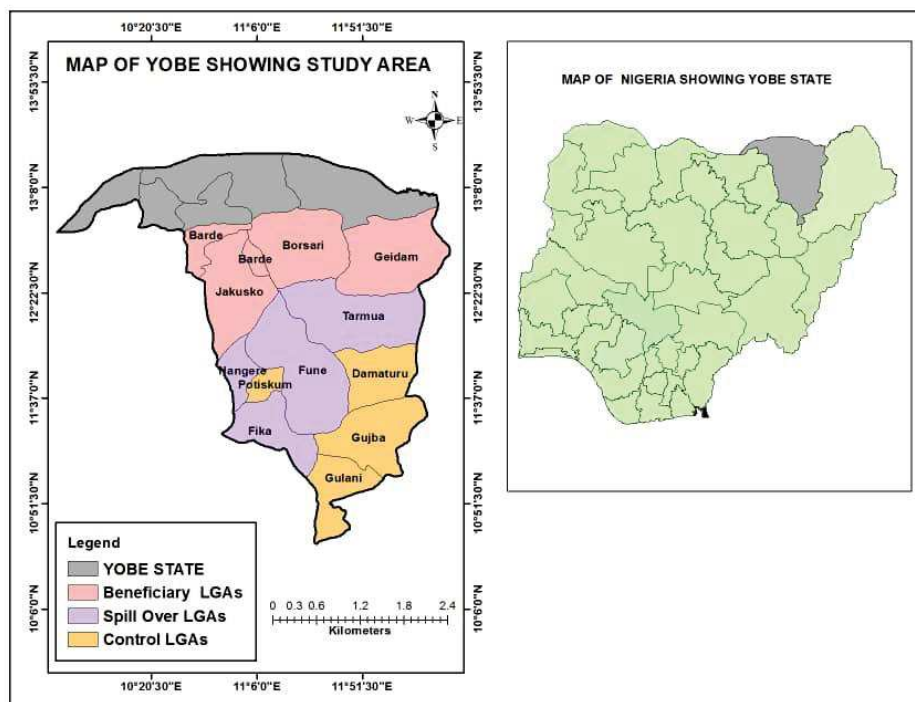 10°20'30"E
11°6'0"E
11°51'30"E
MAP OF YOBE SHOWING STUDY AREA
N
W
E
S
13°53'30"N
13°8'0"N
12°22'30"N
11°37'0"N
10°51'30"N
10°6'0"N
Barde
Barde
Borsari
Geidam
Jakusko
Tarmua
Nangere
Potiskum
Fune
Damaturu
Fika
Gujba
Gulani
Legend
YOBE STATE
Beneficiary LGAs
Spill Over LGAs
Control LGAs
0 0.3 0.6 1.2 1.8 2.4
Kilometers
13°53'30"N
13°8'0"N
12°22'30"N
11°37'0"N
10°51'30"N
10°6'0"N
10°20'30"E
11°6'0"E
11°51'30"E
MAP OF NIGERIA SHOWING YOBE STATE